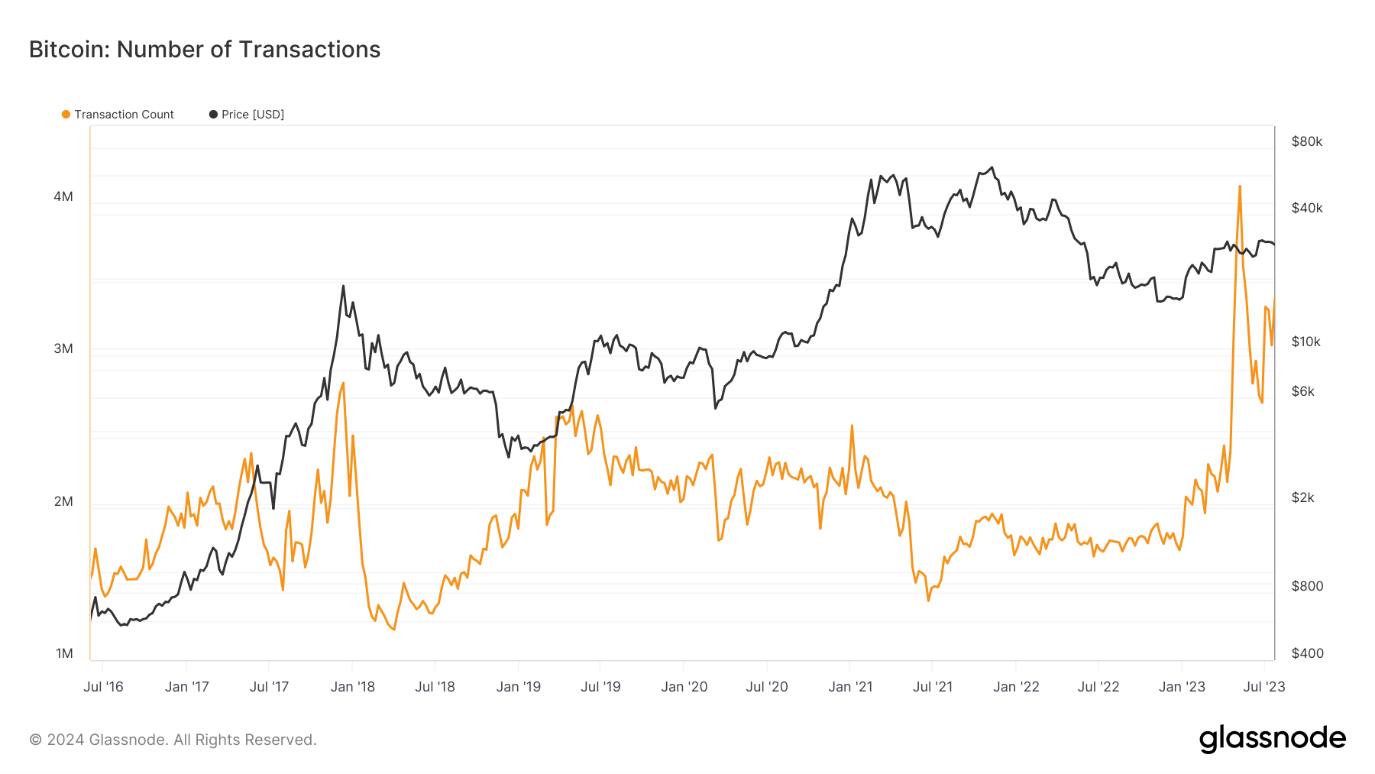 Bitcoin: Number of Transactions
Transaction Count Price [USD]
4M
3M
2M
1M
$80k
$40k
$10k
$6k
$2k
$800
$400
Jul '16 Jan '17 Jul '17 Jan '18 Jul '18 Jan '19 Jul '19 Jan '20 Jul '20 Jan '21 Jul '21 Jan '22 Jul '22 Jan '23 Jul '23
© 2024 Glassnode. All Rights Reserved.
glassnode